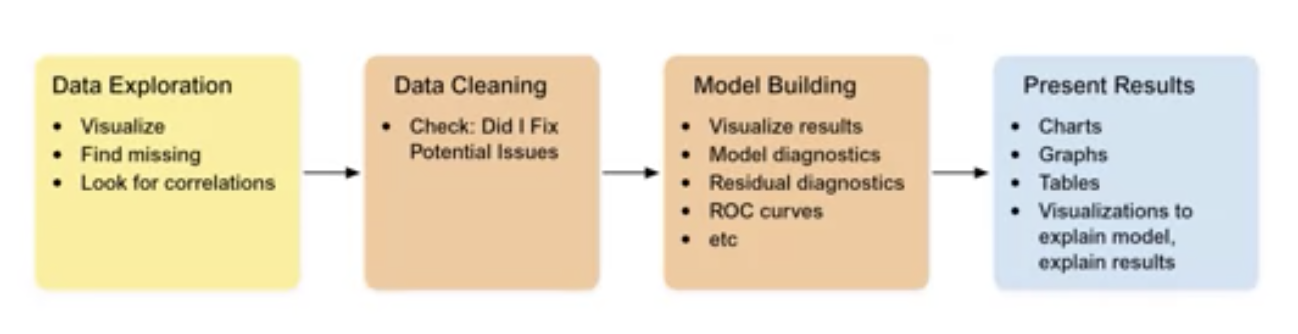 Data Exploration
• Visualize
• Find missing
• Look for correlations
Data Cleaning
• Check: Did I Fix
Potential Issues
Model Building
• Visualize results
• Model diagnostics
• Residual diagnostics
• ROC curves
• etc
Present Results
• Charts
• Graphs
• Tables
• Visualizations to
explain model,
explain results